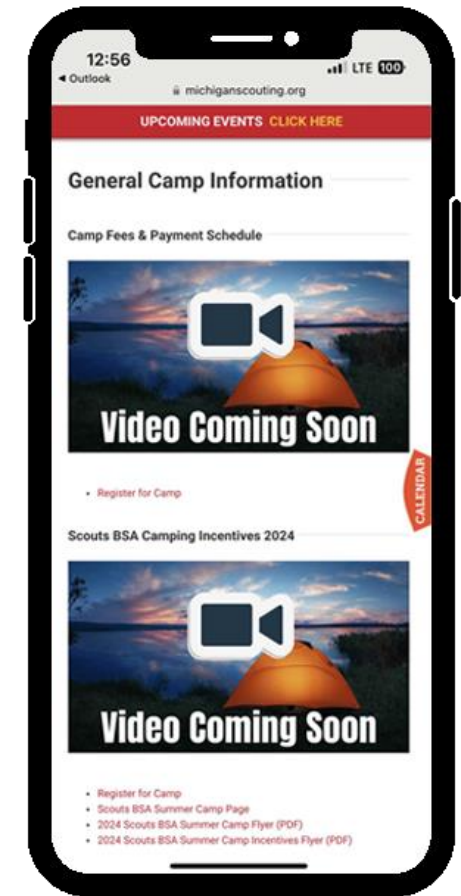 12:56
LTE 100
◄ Outlook
michiganscouting.org
UPCOMING EVENTS CLICK HERE
General Camp Information
Camp Fees & Payment Schedule
Video Coming Soon
• Register for Camp
CALENDAR
Scouts BSA Camping Incentives 2024
Video Coming Soon
• Register for Camp
• Scouts BSA Summer Camp Page
• 2024 Scouts BSA Summer Camp Flyer (PDF)
• 2024 Scouts BSA Summer Camp Incentives Flyer (PDF)